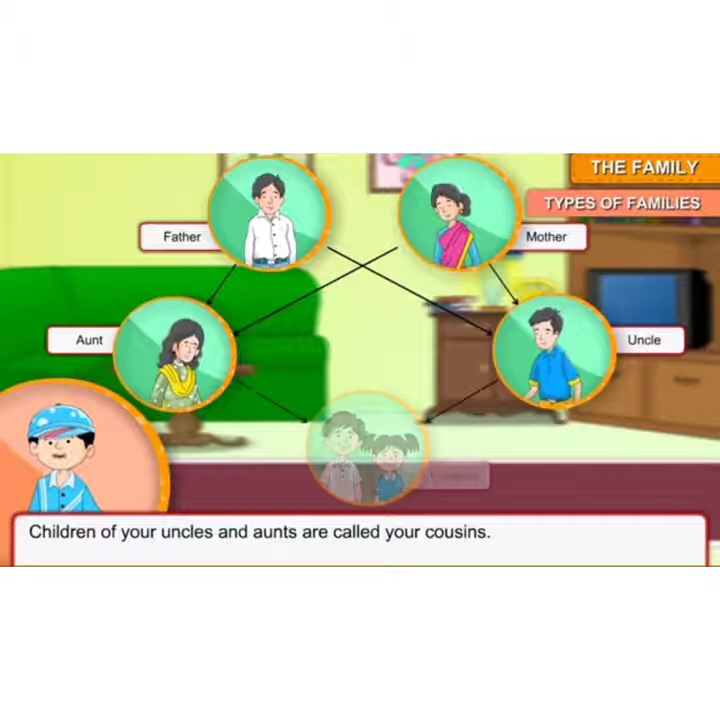 THE FAMILY
TYPES OF FAMILIES
Father
Mother
Aunt
Uncle
Children of your uncles and aunts are called your cousins.